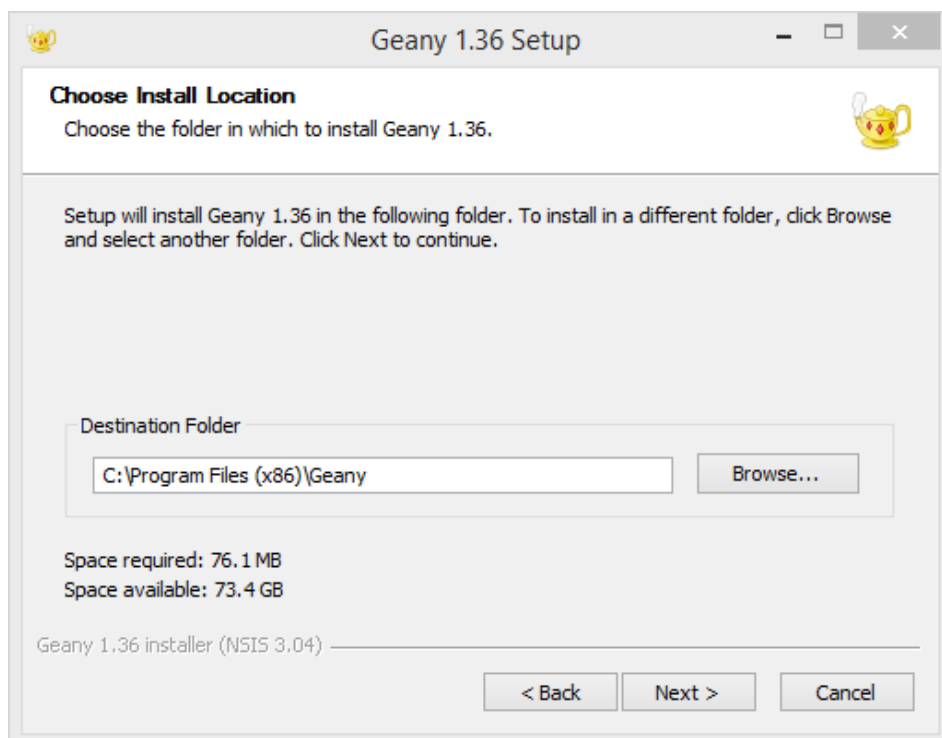 Geany 1.36 Setup
Choose Install Location
Choose the folder in which to install Geany 1.36.
Setup will install Geany 1.36 in the following folder. To install in a different folder, click Browse
and select another folder. Click Next to continue.
Destination Folder
C:\Program Files (x86)\Geany
Browse...
Space required: 76.1 MB
Space available: 73.4 GB
Geany 1.36 installer (NSIS 3.04)
< Back Next > Cancel